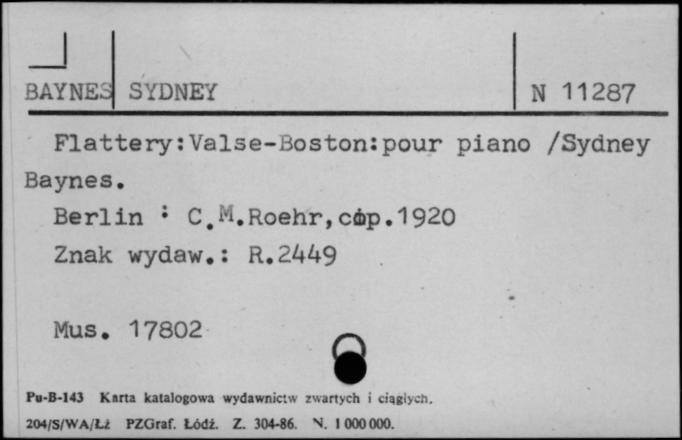 BAYNES SYDNEY N 11287
Flattery:Valse-Boston:pour piano /Sydney
Baynes.
Berlin : C.M.Roehr,cop.1920
Znak wydaw.: R.2449
Mus. 17802
Pu-B-143 Karta katalogowa wydawnictw zwartych i ciągłych.
204/S/WA/Łż PZGraf. Łódź. Z. 304-86. N. 1 000 000.